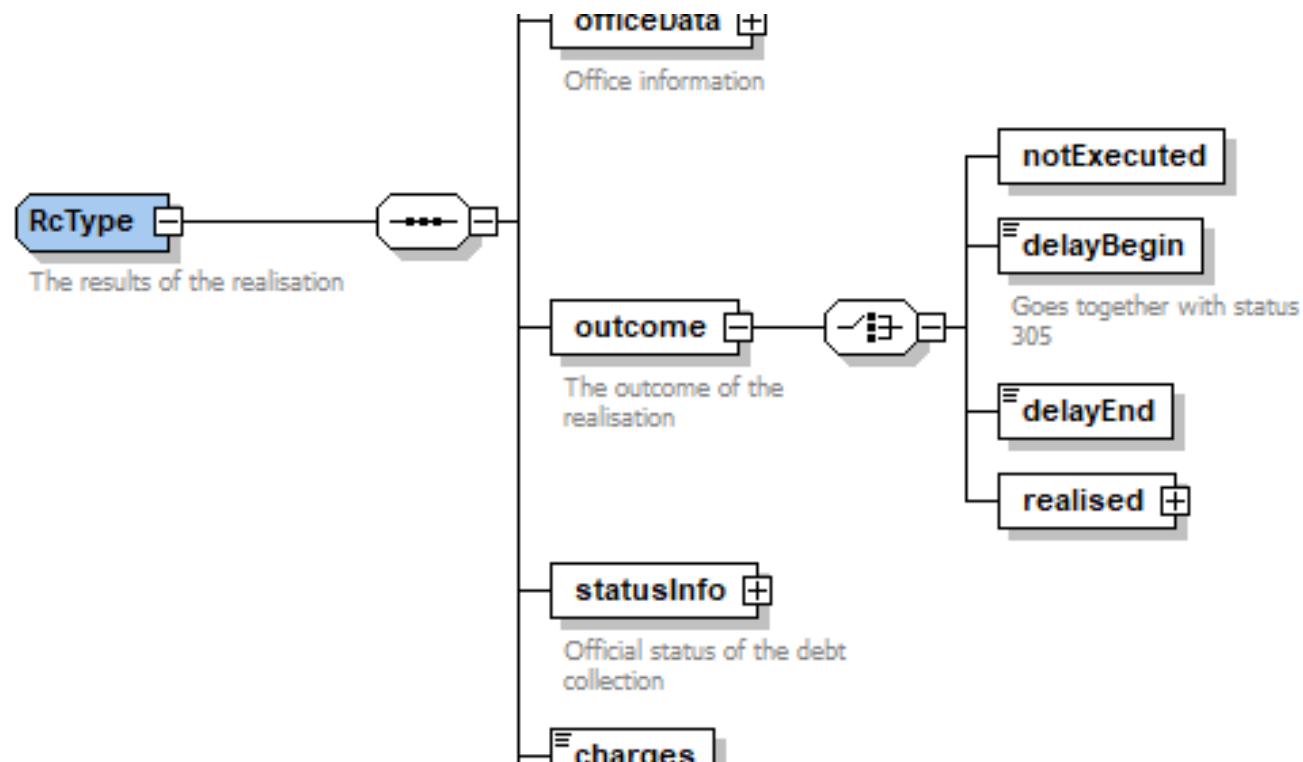 officeData
Office information
notExecuted
RcType
delayBegin
The results of the realisation
Goes together with status
305
outcome
The outcome of the
realisation
delayEnd
realised
statusInfo
Official status of the debt
collection
charges